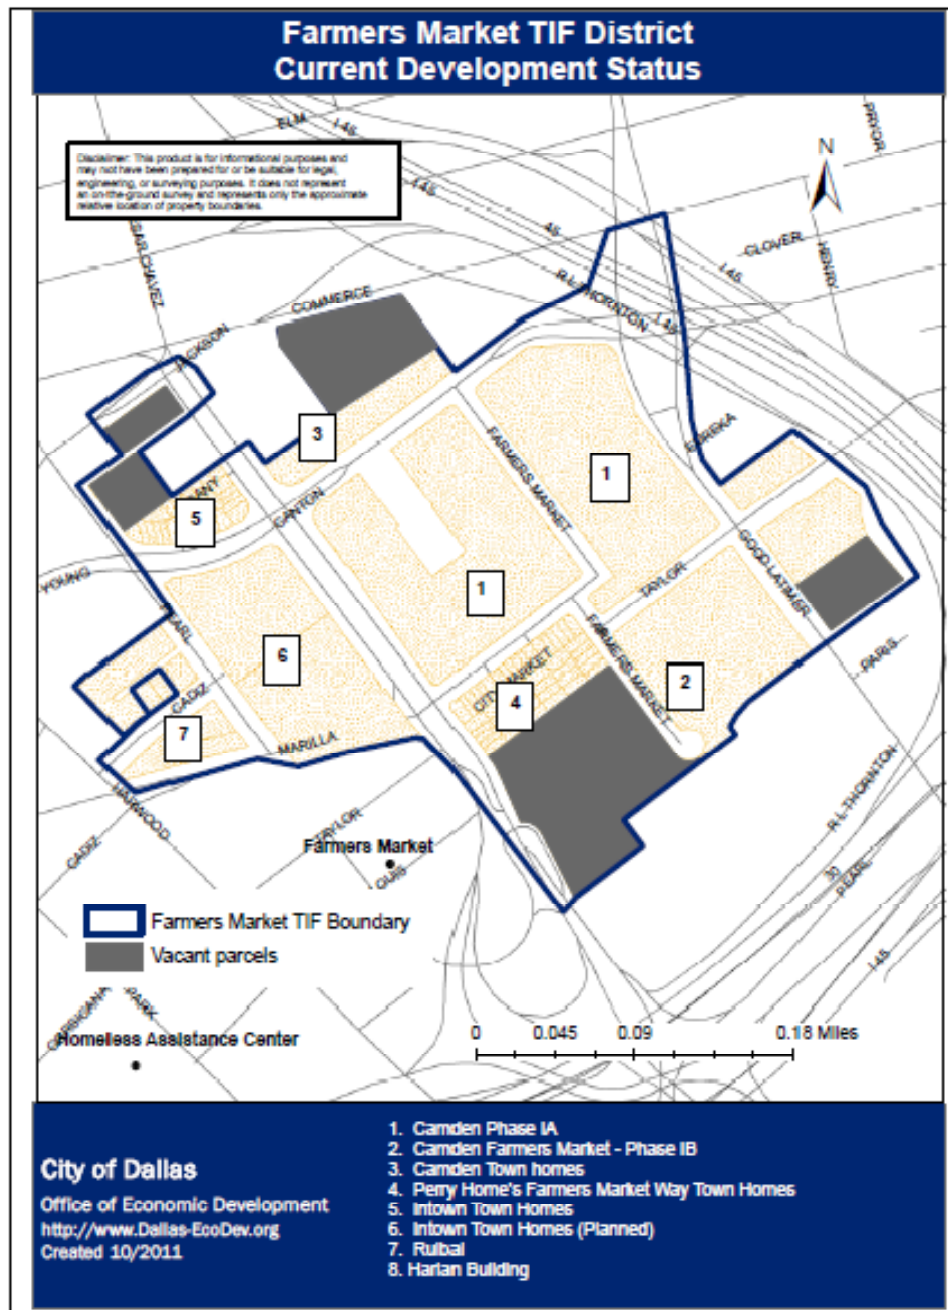 Farmers Market TIF District
Current Development Status
ELM
I 45
PRYOR
Disclaimer: This product is for informational purposes and
may not have been prepared for or be suitable for legal,
engineering, or surveying purposes. It does not represent
an on-the-ground survey and represents only the approximate
relative location of property boundaries.
N
I 45
45
CLOVER
I 45
HENRY
SAR CHAVEZ
COMMERCE
R L THORNTON
I 45
JACKSON
3
FARMERS MARKET
EUREKA
1
5
CANTON
YOUNG
GOOD LATIMER
TAYLOR
1
PEARL
6
FARMERS MARKET
PARIS
CITY MARKET
2
CADIZ
4
7
MARILLA
HARWOOD
R L THORNTON
TAYLOR
CADIZ
Farmers Market
30
PEARL
Farmers Market TIF Boundary
I 45
Vacant parcels
PARK
Homeless Assistance Center
0 0.045 0.09 0.18 Miles
City of Dallas
Office of Economic Development
http://www.Dallas-EcoDev.org
Created 10/2011
1. Camden Phase IA
2. Camden Farmers Market - Phase IB
3. Camden Town homes
4. Perry Home's Farmers Market Way Town Homes
5. Intown Town Homes
6. Intown Town Homes (Planned)
7. Ruibal
8. Harlan Building